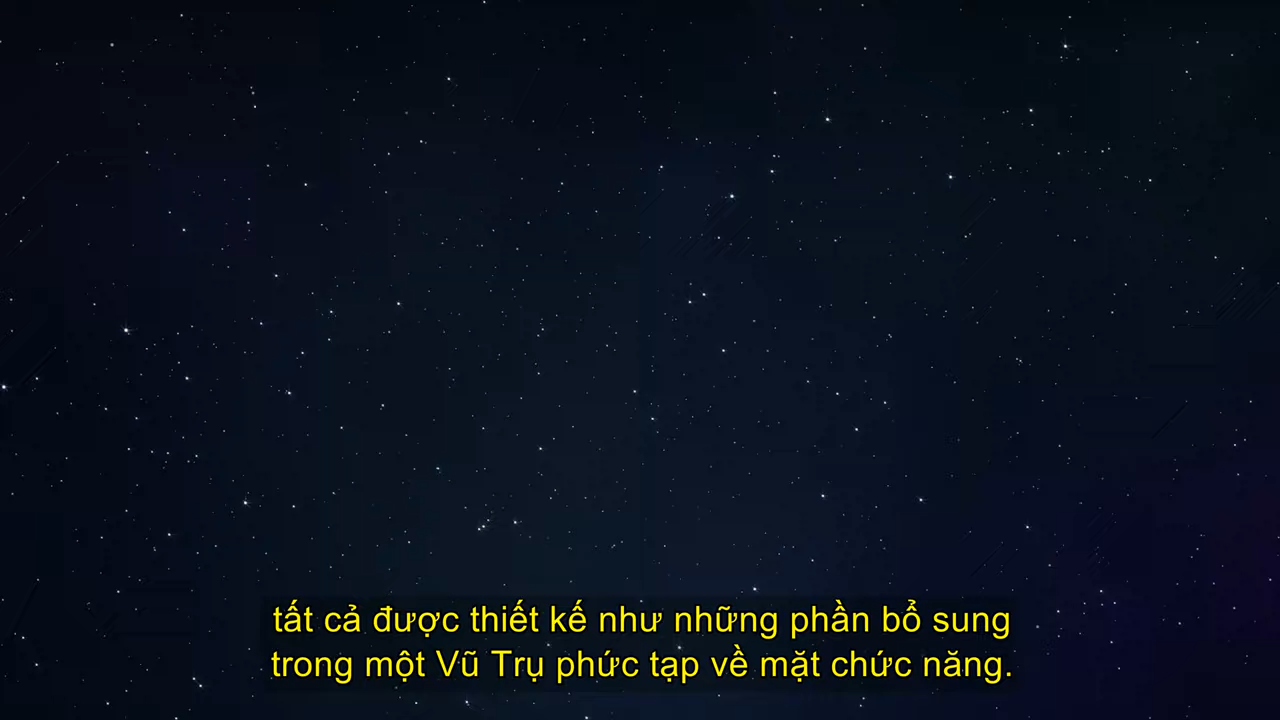 tất cả được thiết kế như những phần bổ sung
trong một Vũ Trụ phức tạp về mặt chức năng.